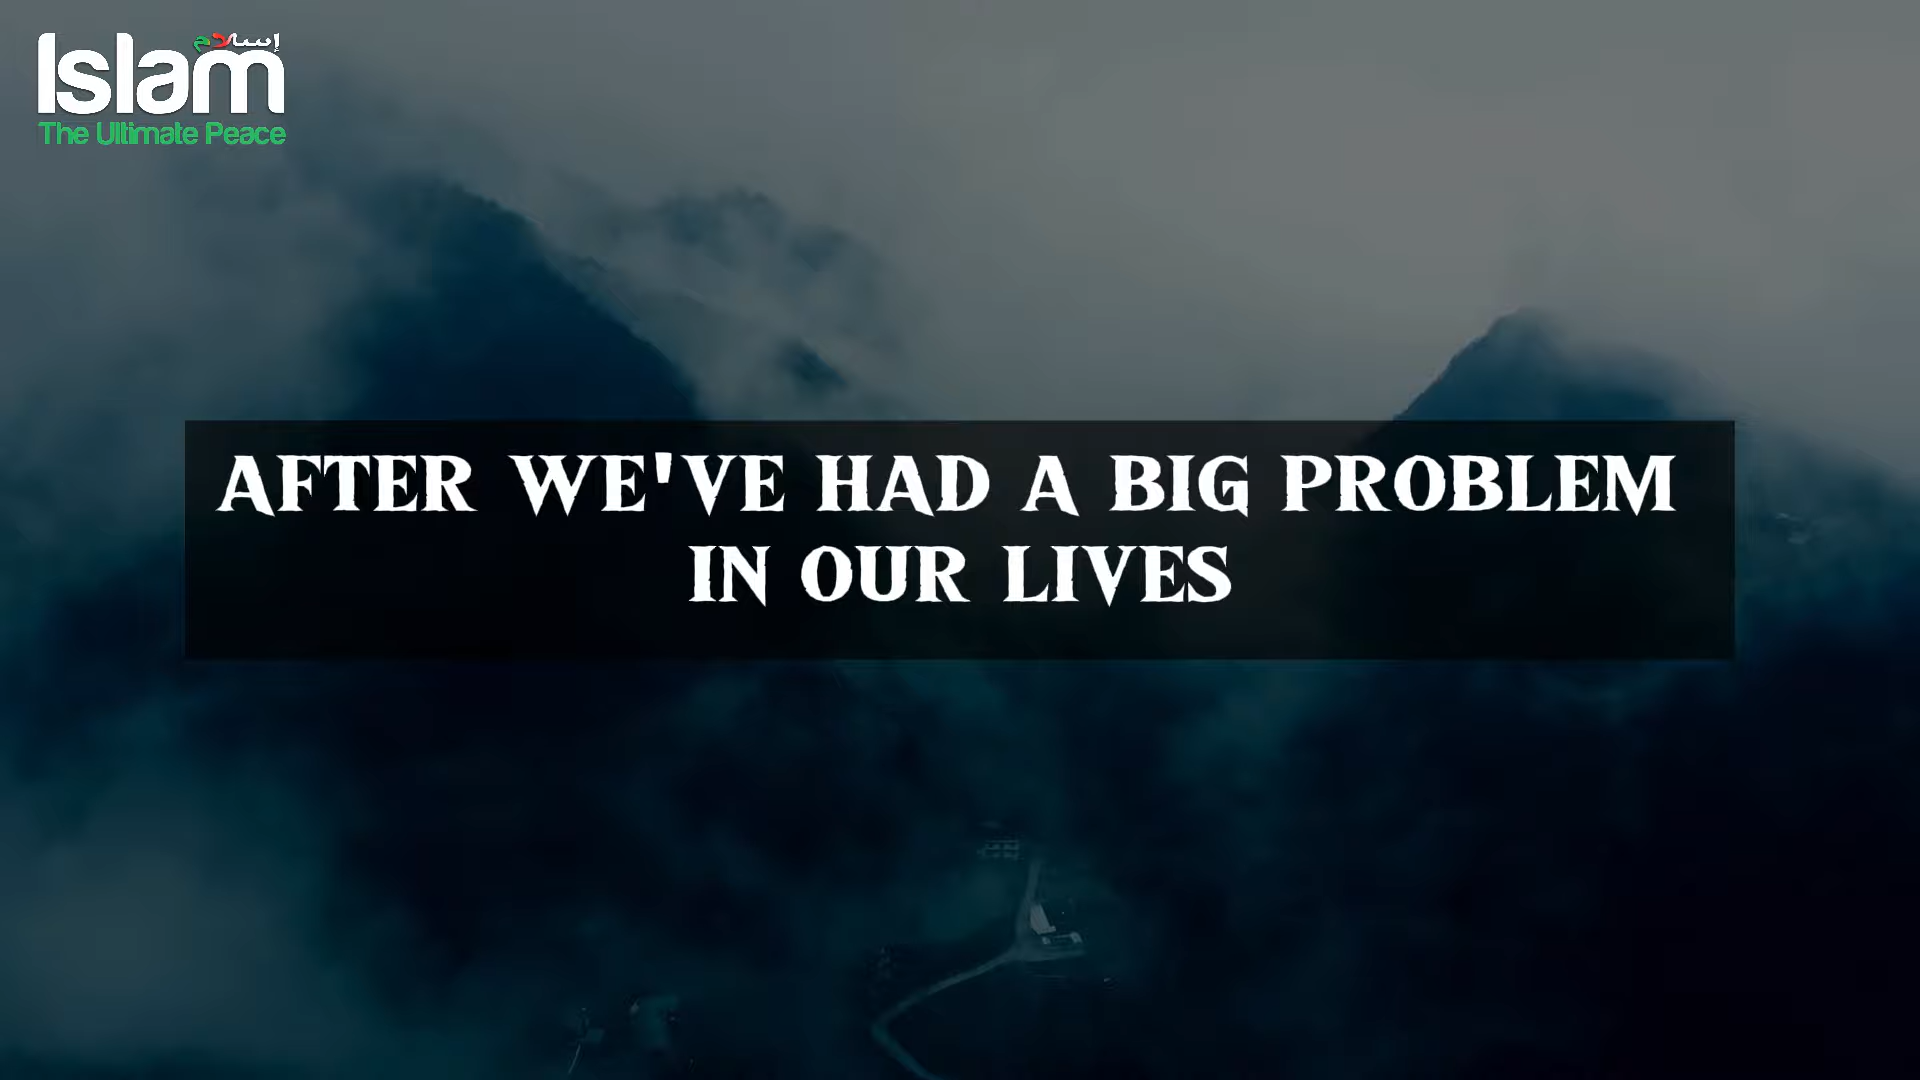 إسلام
Islam
The Ultimate Peace
AFTER WE'VE HAD A BIG PROBLEM
IN OUR LIVES